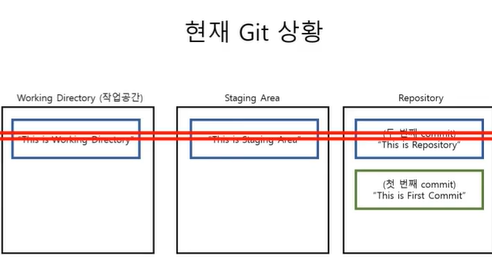 현재 Git 상황
Working Directory (작업공간)
Staging Area
Repository
"This is Working Directory"
"This is Staging Area"
(두 번째 commit)
"This is Repository"
(첫 번째 commit)
"This is First Commit"